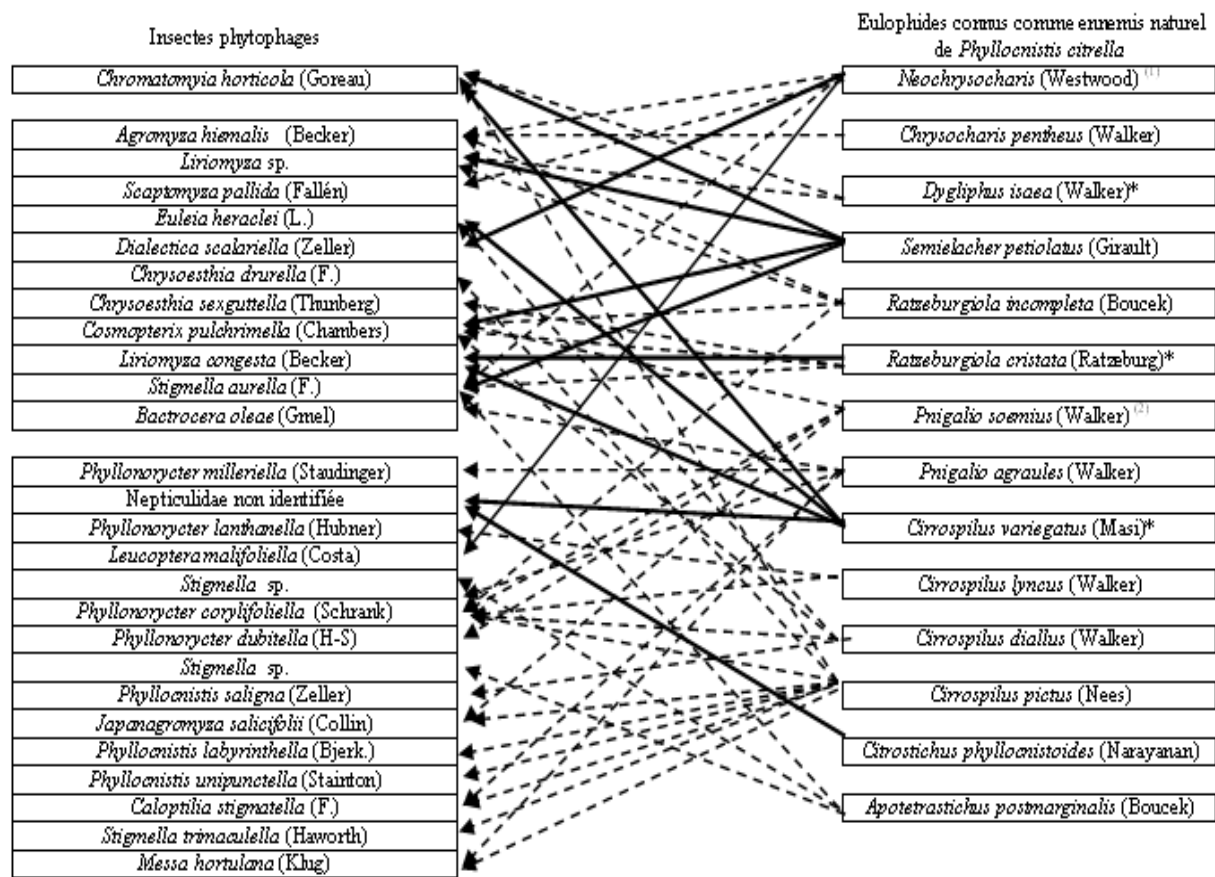 Insectes phytophages
Chromatomyia horticola (Goreau)
Agromyza hiemalis (Becker)
Liriomyza sp.
Scaptomyza pallida (Fallén)
Euleia heraclei (L.)
Dialectica scalariella (Zeller)
Chrysoesthia drurella (F.)
Chrysoesthia sexguttella (Thunberg)
Cosmopterix pulchrimella (Chambers)
Liriomyza congesta (Becker)
Stigmella aurella (F.)
Bactrocera oleae (Gmel)
Phyllonorycter milleriella (Staudinger)
Nepticulidae non identifiée
Phyllonorycter lanthanella (Hubner)
Leucoptera malifoliella (Costa)
Stigmella sp.
Phyllonorycter corylifoliella (Schrank)
Phyllonorycter dubitella (H-S)
Stigmella sp.
Phyllocnistis saligna (Zeller)
Japanagromyza salicifolii (Collin)
Phyllocnistis labyrinthella (Bjerk.)
Phyllocnistis unipunctella (Stainton)
Caloptilia stigmatella (F.)
Stigmella trimaculella (Haworth)
Messa hortulana (Klug)
Eulophides connus comme ennemis naturel
de Phyllocnistis citrella
Neochrysocharis (Westwood) (1)
Chrysocharis pentheus (Walker)
Dygliphus isaea (Walker)*
Semielacher petiolatus (Girault)
Ratzeburgiola incompleta (Boucek)
Ratzeburgiola cristata (Ratzeburg)*
Pnigalio soemius (Walker) (2)
Pnigalio agraules (Walker)
Cirrospilus variegatus (Masi)*
Cirrospilus lyncus (Walker)
Cirrospilus diallus (Walker)
Cirrospilus pictus (Nees)
Citrostichus phyllocnistoides (Narayanan)
Apotetrastichus postmarginalis (Boucek)